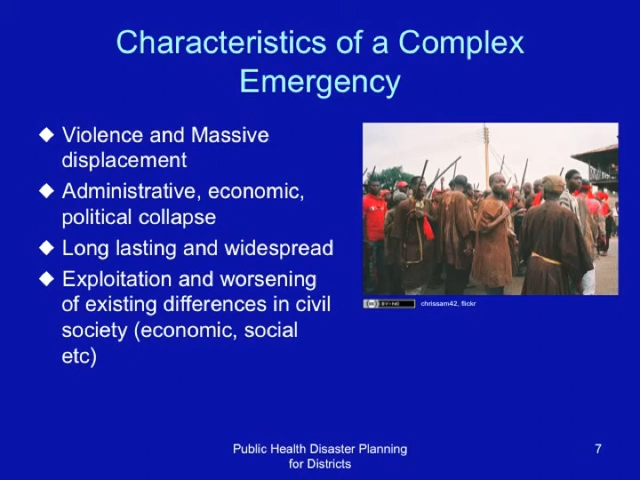 Characteristics of a Complex
Emergency
◆ Violence and Massive
displacement
◆ Administrative, economic,
political collapse
◆ Long lasting and widespread
◆ Exploitation and worsening
of existing differences in civil
society (economic, social
etc)
chrissam42, flickr
Public Health Disaster Planning
for Districts
7